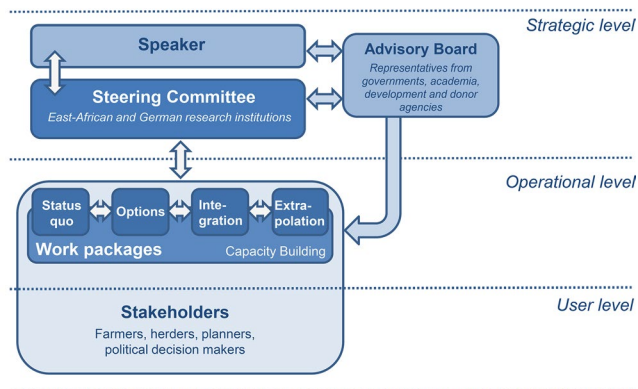 Strategic level
Speaker
Advisory Board
Representatives from
governments, academia,
development and donor
agencies
Steering Committee
East-African and German research institutions
Operational level
Status
quo
Options
Inte-
gration
Extra-
polation
Work packages
Capacity Building
User level
Stakeholders
Farmers, herders, planners,
political decision makers